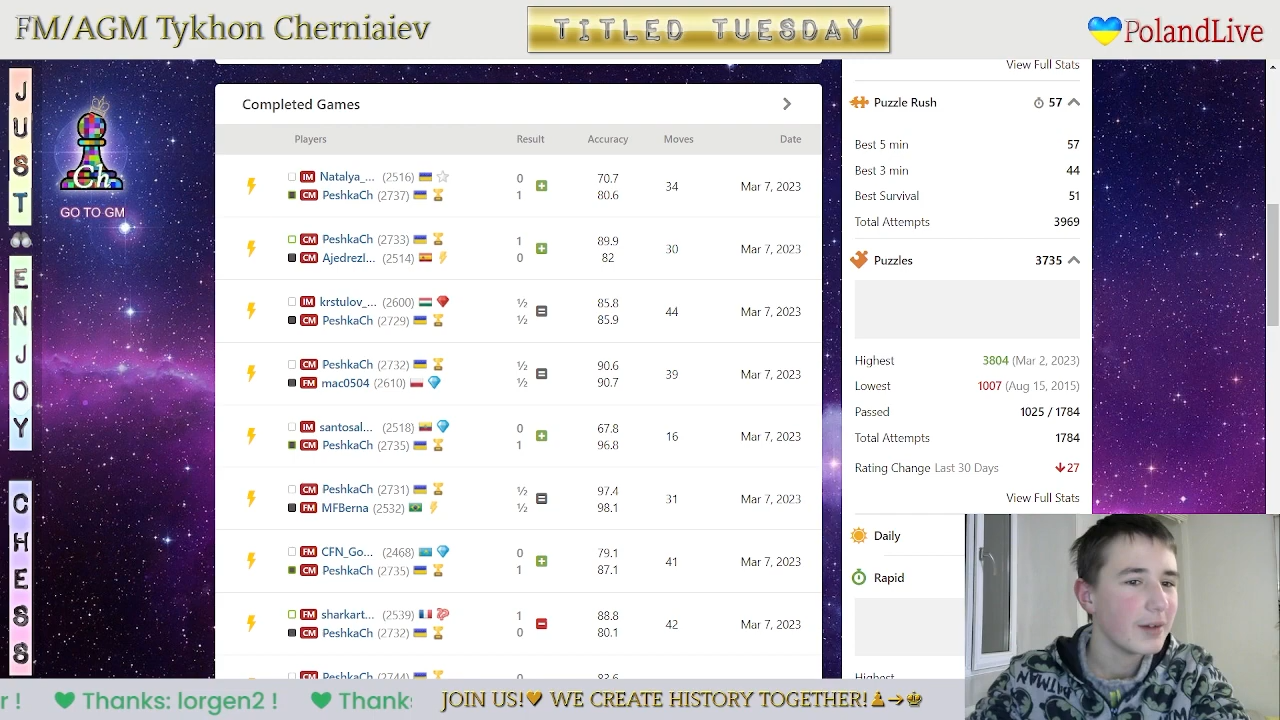 FM/AGM Tykhon Cherniaiev
TITLED TUESDAY
PolandLive
JUST
ENJOY
CHESS
Ch
GO TO GM
Completed Games
Players Result Accuracy Moves Date
IM Natalya_... (2516) 0 70.7
CM PeshkaCh (2737) 1 80.6
34 Mar 7, 2023
CM PeshkaCh (2733) 1 89.9
CM AjedrezI... (2514) 0 82
30 Mar 7, 2023
IM krstulov_... (2600) ½ 85.8
CM PeshkaCh (2729) ½ 85.9
44 Mar 7, 2023
CM PeshkaCh (2732) ½ 90.6
FM mac0504 (2610) ½ 90.7
39 Mar 7, 2023
IM santosal... (2518) 0 67.8
CM PeshkaCh (2735) 1 96.8
16 Mar 7, 2023
CM PeshkaCh (2731) ½ 97.4
FM MFBerna (2532) ½ 98.1
31 Mar 7, 2023
FM CFN_Go... (2468) 0 79.1
CM PeshkaCh (2735) 1 87.1
41 Mar 7, 2023
FM sharkart... (2539) 1 88.8
CM PeshkaCh (2732) 0 80.1
42 Mar 7, 2023
CM PeshkaCh
View Full Stats
Puzzle Rush 57
Best 5 min 57
Best 3 min 44
Best Survival 51
Total Attempts 3969
Puzzles 3735
Highest 3804 (Mar 2, 2023)
Lowest 1007 (Aug 15, 2015)
Passed 1025 / 1784
Total Attempts 1784
Rating Change Last 30 Days 27
View Full Stats
Daily
Rapid
Highest
BATMAN
r ! Thanks: lorgen2 ! Thank
JOIN US! WE CREATE HISTORY TOGETHER!